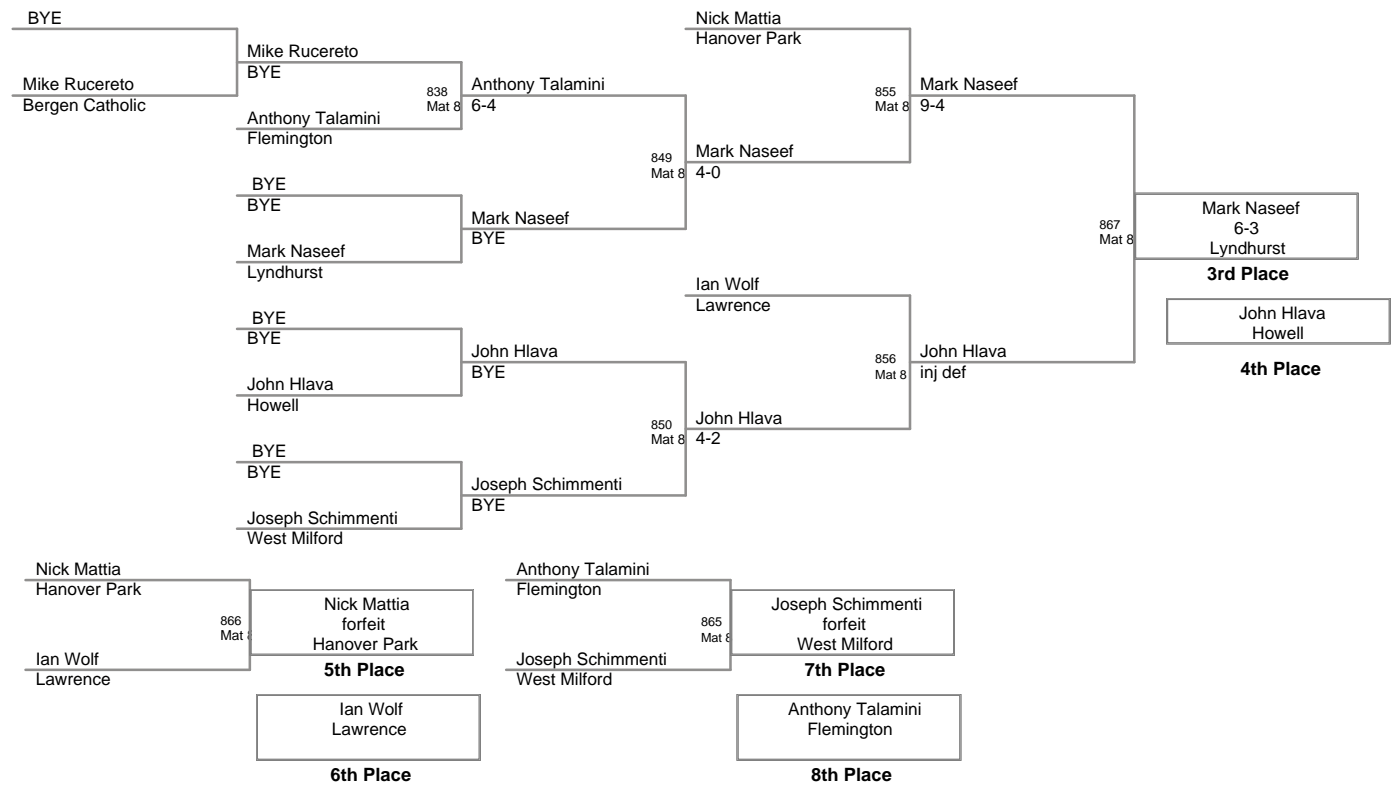 BYE
Mike Rucereto
Bergen Catholic
Mike Rucereto
BYE
Anthony Talamini
Flemington
BYE
BYE
Mark Naseef
Lyndhurst
BYE
BYE
John Hlava
Howell
BYE
BYE
Joseph Schimmenti
West Milford
838
Mat 8
Anthony Talamini
6-4
Mark Naseef
BYE
John Hlava
BYE
Joseph Schimmenti
BYE
849
Mat 8
Mark Naseef
4-0
850
Mat 8
John Hlava
4-2
Nick Mattia
Hanover Park
Ian Wolf
Lawrence
855
Mat 8
Mark Naseef
9-4
856
Mat 8
John Hlava
inj def
867
Mat 8
Mark Naseef
6-3
Lyndhurst
3rd Place
John Hlava
Howell
4th Place
Nick Mattia
Hanover Park
Ian Wolf
Lawrence
866
Mat 8
Nick Mattia
forfeit
Hanover Park
5th Place
Ian Wolf
Lawrence
6th Place
Anthony Talamini
Flemington
Joseph Schimmenti
West Milford
865
Mat 8
Joseph Schimmenti
forfeit
West Milford
7th Place
Anthony Talamini
Flemington
8th Place